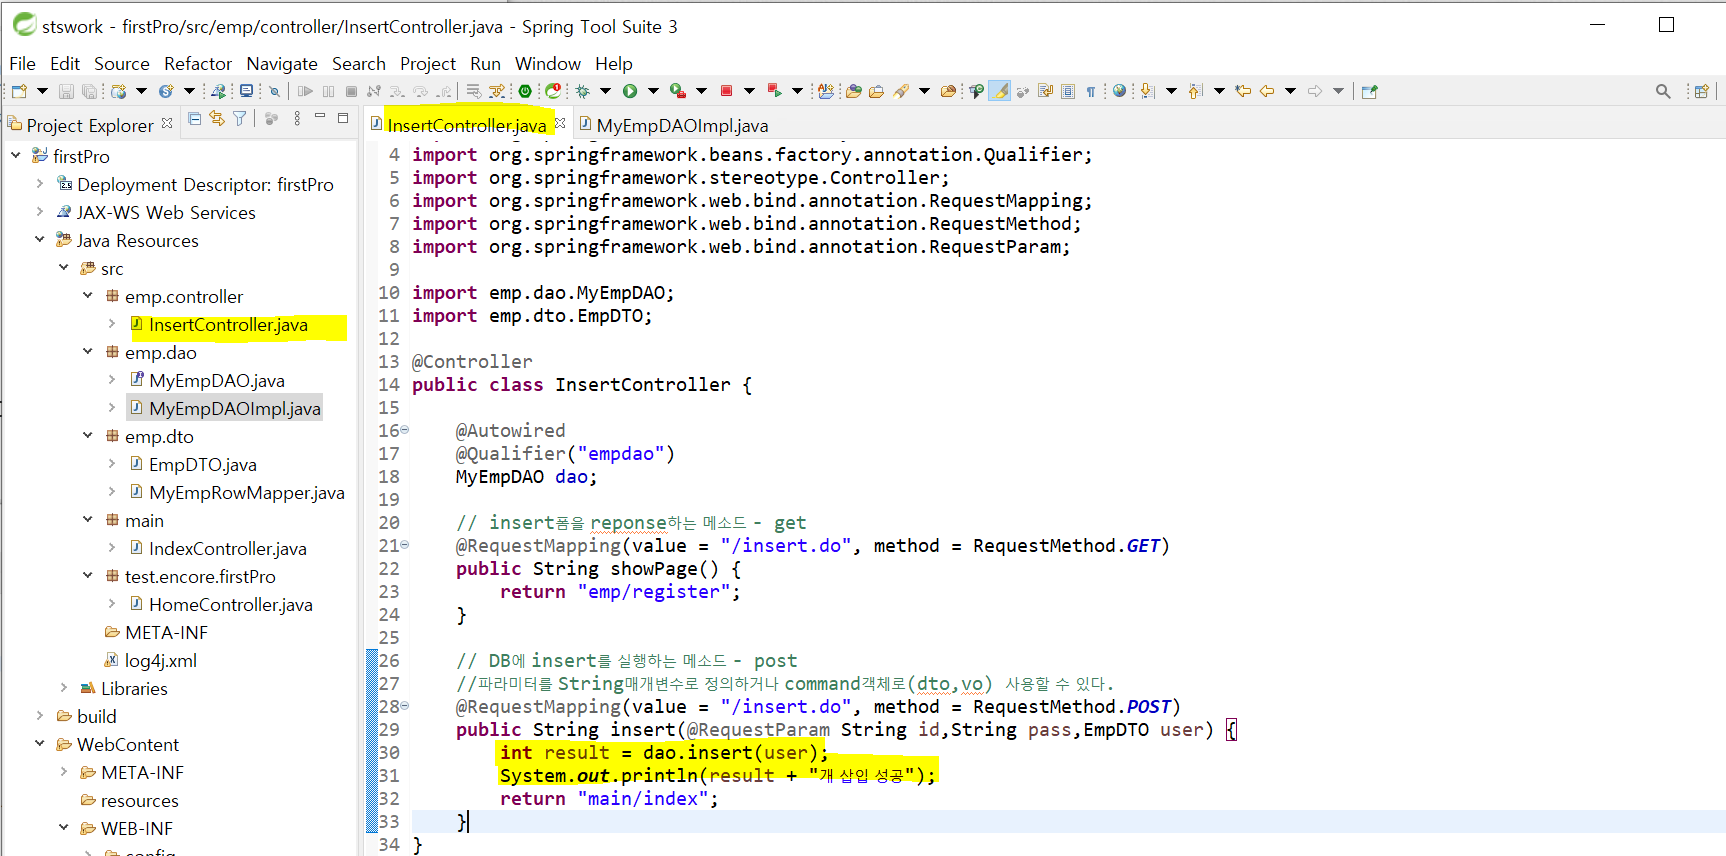 stswork - firstPro/src/emp/controller/InsertController.java - Spring Tool Suite 3
File Edit Source Refactor Navigate Search Project Run Window Help
Project Explorer
firstPro
Deployment Descriptor: firstPro
JAX-WS Web Services
Java Resources
src
emp.controller
InsertController.java
emp.dao
MyEmpDAO.java
MyEmpDAOImpl.java
emp.dto
EmpDTO.java
MyEmpRowMapper.java
main
IndexController.java
test.encore.firstPro
HomeController.java
META-INF
log4j.xml
Libraries
build
WebContent
META-INF
resources
WEB-INF
config
InsertController.java MyEmpDAOImpl.java
4 import org.springframework.beans.factory.annotation.Qualifier;
5 import org.springframework.stereotype.Controller;
6 import org.springframework.web.bind.annotation.RequestMapping;
7 import org.springframework.web.bind.annotation.RequestMethod;
8 import org.springframework.web.bind.annotation.RequestParam;
9
10 import emp.dao.MyEmpDAO;
11 import emp.dto.EmpDTO;
12
13 @Controller
14 public class InsertController {
15
16 @Autowired
17 @Qualifier("empdao")
18 MyEmpDAO dao;
19
20 // insert폼을 reponse하는 메소드 - get
21 @RequestMapping(value = "/insert.do", method = RequestMethod.GET)
22 public String showPage() {
23 return "emp/register";
24 }
25
26 // DB에 insert를 실행하는 메소드 - post
27 //파라미터를 String매개변수로 정의하거나 command객체로(dto,vo) 사용할 수 있다.
28 @RequestMapping(value = "/insert.do", method = RequestMethod.POST)
29 public String insert(@RequestParam String id,String pass,EmpDTO user) {
30 int result = dao.insert(user);
31 System.out.println(result + "개 삽입 성공");
32 return "main/index";
33 }
34 }